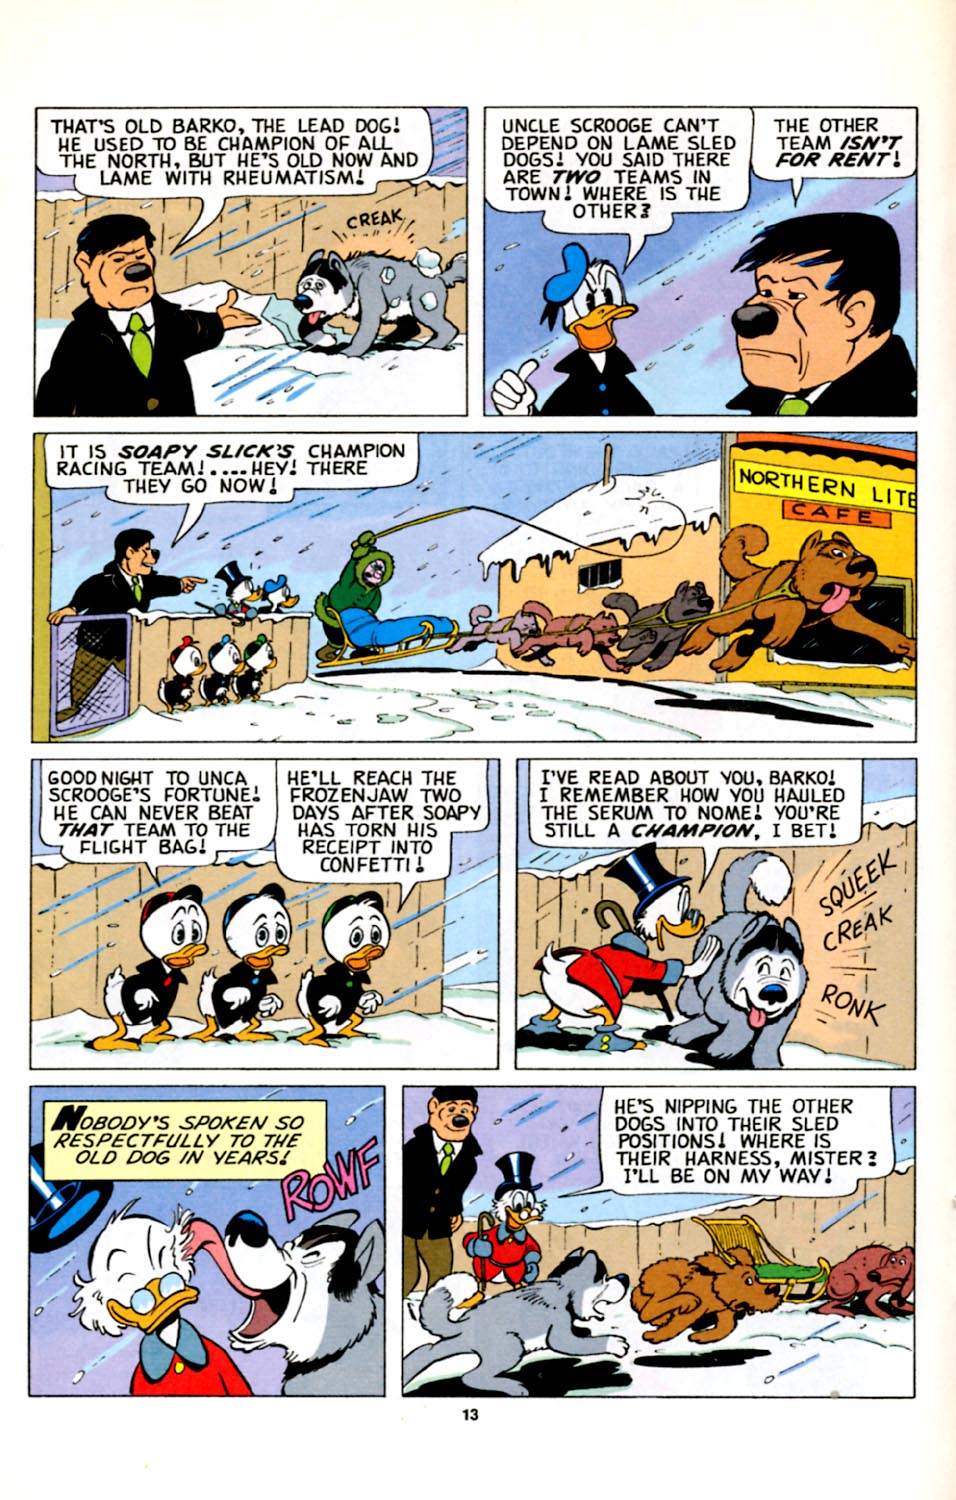 THAT'S OLD BARKO, THE LEAD DOG!
HE USED TO BE CHAMPION OF ALL
THE NORTH, BUT HE'S OLD NOW AND
LAME WITH RHEUMATISM!
CREAK
UNCLE SCROOGE CAN'T
DEPEND ON LAME SLED
DOGS! YOU SAID THERE
ARE TWO TEAMS IN
TOWN! WHERE IS THE
OTHER?
THE OTHER
TEAM ISN'T
FOR RENT!
IT IS SOAPY SLICK'S CHAMPION
RACING TEAM!....HEY! THERE
THEY GO NOW!
NORTHERN LITE
CAFE
GOOD NIGHT TO UNCA
SCROOGE'S FORTUNE!
HE CAN NEVER BEAT
THAT TEAM TO THE
FLIGHT BAG!
HE'LL REACH THE
FROZENJAW TWO
DAYS AFTER SOAPY
HAS TORN HIS
RECEIPT INTO
CONFETTI!
I'VE READ ABOUT YOU, BARKO!
I REMEMBER HOW YOU HAULED
THE SERUM TO NOME! YOU'RE
STILL A CHAMPION, I BET!
SQUEEK
CREAK
RONK
NOBODY'S SPOKEN SO
RESPECTFULLY TO THE
OLD DOG IN YEARS!
ROWF
HE'S NIPPING THE OTHER
DOGS INTO THEIR SLED
POSITIONS! WHERE IS
THEIR HARNESS, MISTER?
I'LL BE ON MY WAY!
13